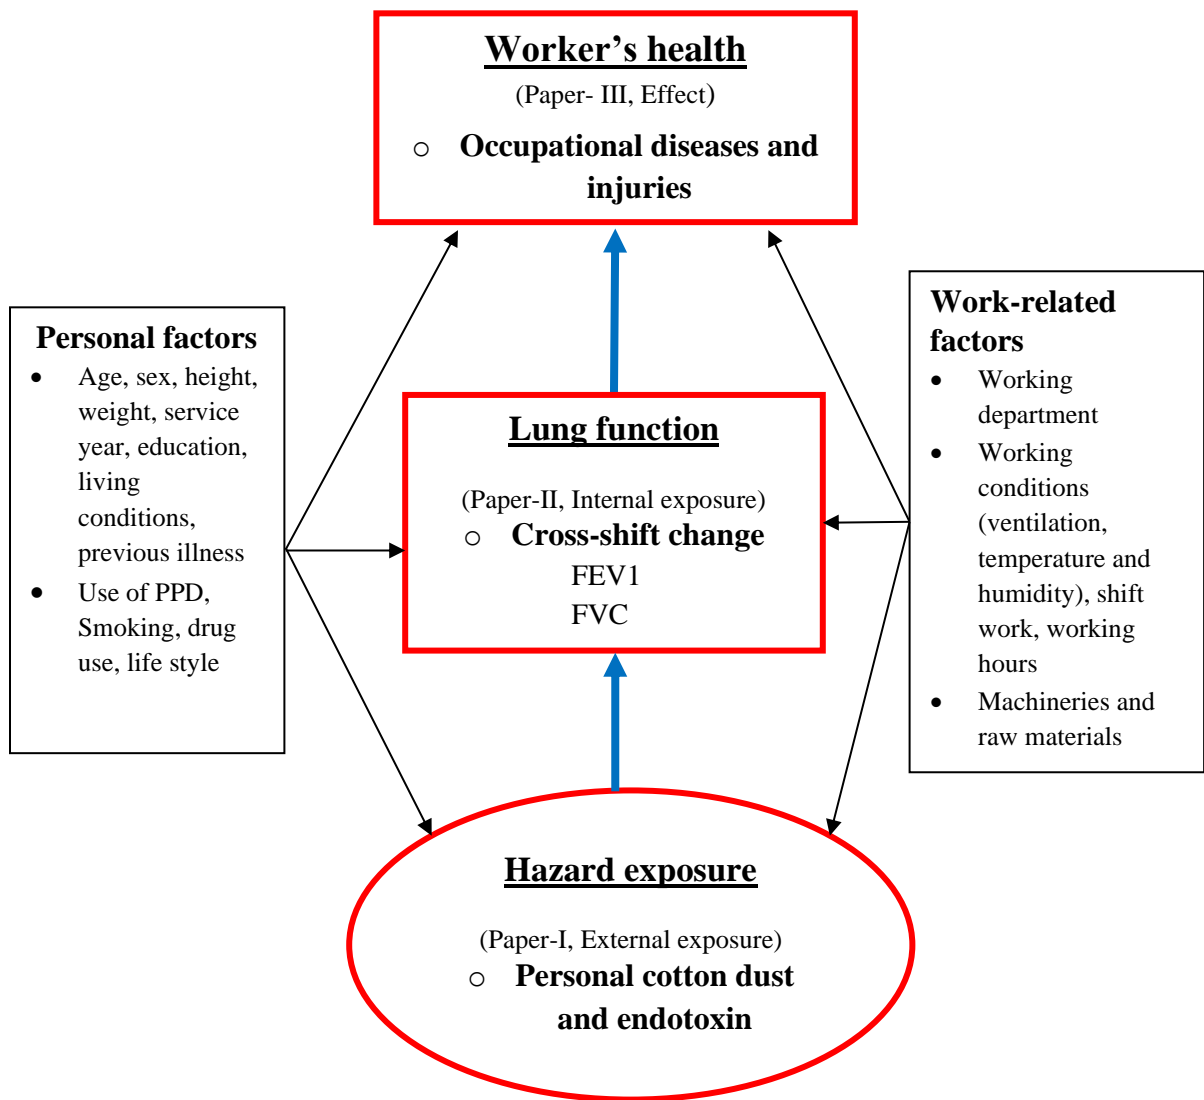 Worker’s health
(Paper- III, Effect)
o Occupational diseases and
injuries
Personal factors
• Age, sex, height,
weight, service
year, education,
living
conditions,
previous illness
• Use of PPD,
Smoking, drug
use, life style
Lung function
(Paper-II, Internal exposure)
o Cross-shift change
FEV1
FVC
Work-related
factors
• Working
department
• Working
conditions
(ventilation,
temperature and
humidity), shift
work, working
hours
• Machineries and
raw materials
Hazard exposure
(Paper-I, External exposure)
o Personal cotton dust
and endotoxin